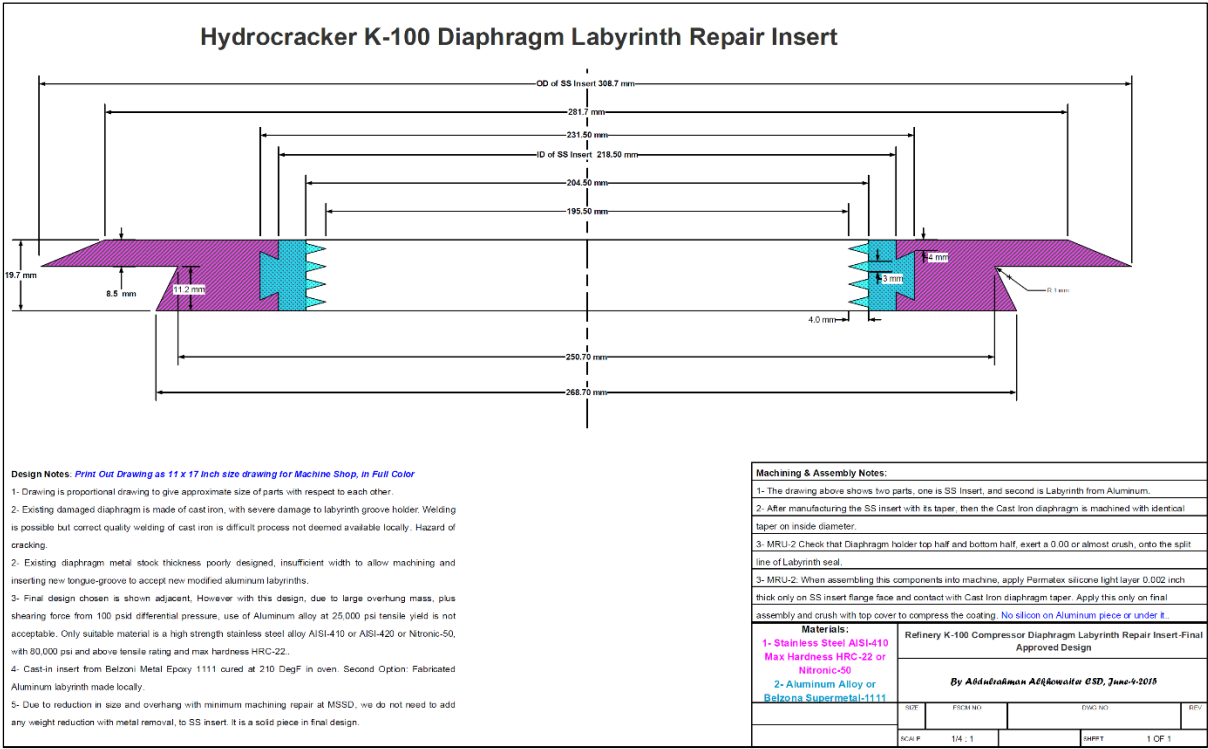 Hydrocracker K-100 Diaphragm Labyrinth Repair Insert
OD of SS Insert 308.7 mm
281.7 mm
231.50 mm
ID of SS Insert 218.50 mm
204.50 mm
195.50 mm
19.7 mm
8.5 mm
11.2 mm
4 mm
3 mm
R 1 mm
4.0 mm
250.70 mm
268.70 mm
Design Notes: Print Out Drawing as 11 x 17 Inch size drawing for Machine Shop, in Full Color
1- Drawing is proportional drawing to give approximate size of parts with respect to each other.
2- Existing damaged diaphragm is made of cast iron, with severe damage to labyrinth groove holder. Welding
is possible but correct quality welding of cast iron is difficult process not deemed available locally. Hazard of
cracking.
2- Existing diaphragm metal stock thickness poorly designed, insufficient width to allow machining and
inserting new tongue-groove to accept new modified aluminum labyrinths.
3- Final design chosen is shown adjacent, However with this design, due to large overhung mass, plus
shearing force from 100 psid differential pressure, use of Aluminum alloy at 25,000 psi tensile yield is not
acceptable. Only suitable material is a high strength stainless steel alloy AISI-410 or AISI-420 or Nitronic-50,
with 80,000 psi and above tensile rating and max hardness HRC-22..
4- Cast-in insert from Belzoni Metal Epoxy 1111 cured at 210 DegF in oven. Second Option: Fabricated
Aluminum labyrinth made locally.
5- Due to reduction in size and overhang with minimum machining repair at MSSD, we do not need to add
any weight reduction with metal removal, to SS insert. It is a solid piece in final design.
Machining & Assembly Notes:
1- The drawing above shows two parts, one is SS Insert, and second is Labyrinth from Aluminum.
2- After manufacturing the SS insert with its taper, then the Cast Iron diaphragm is machined with identical
taper on inside diameter.
3- MRU-2 Check that Diaphragm holder top half and bottom half, exert a 0.00 or almost crush, onto the split
line of Labyrinth seal.
3- MRU-2: When assembling this components into machine, apply Permatex silicone light layer 0.002 inch
thick only on SS insert flange face and contact with Cast Iron diaphragm taper. Apply this only on final
assembly and crush with top cover to compress the coating. No silicon on Aluminum piece or under it..
Materials:
1- Stainless Steel AISI-410
Max Hardness HRC-22 or
Nitronic-50
2- Aluminum Alloy or
Belzona Supermetal-1111
Refinery K-100 Compressor Diaphragm Labyrinth Repair Insert-Final
Approved Design
By Abdulrahman Alkhowaiter CSD, June-4-2015
SIZE
FSCM NO
DWG NO
REV
SCALE
1/4 : 1
SHEET
1 OF 1